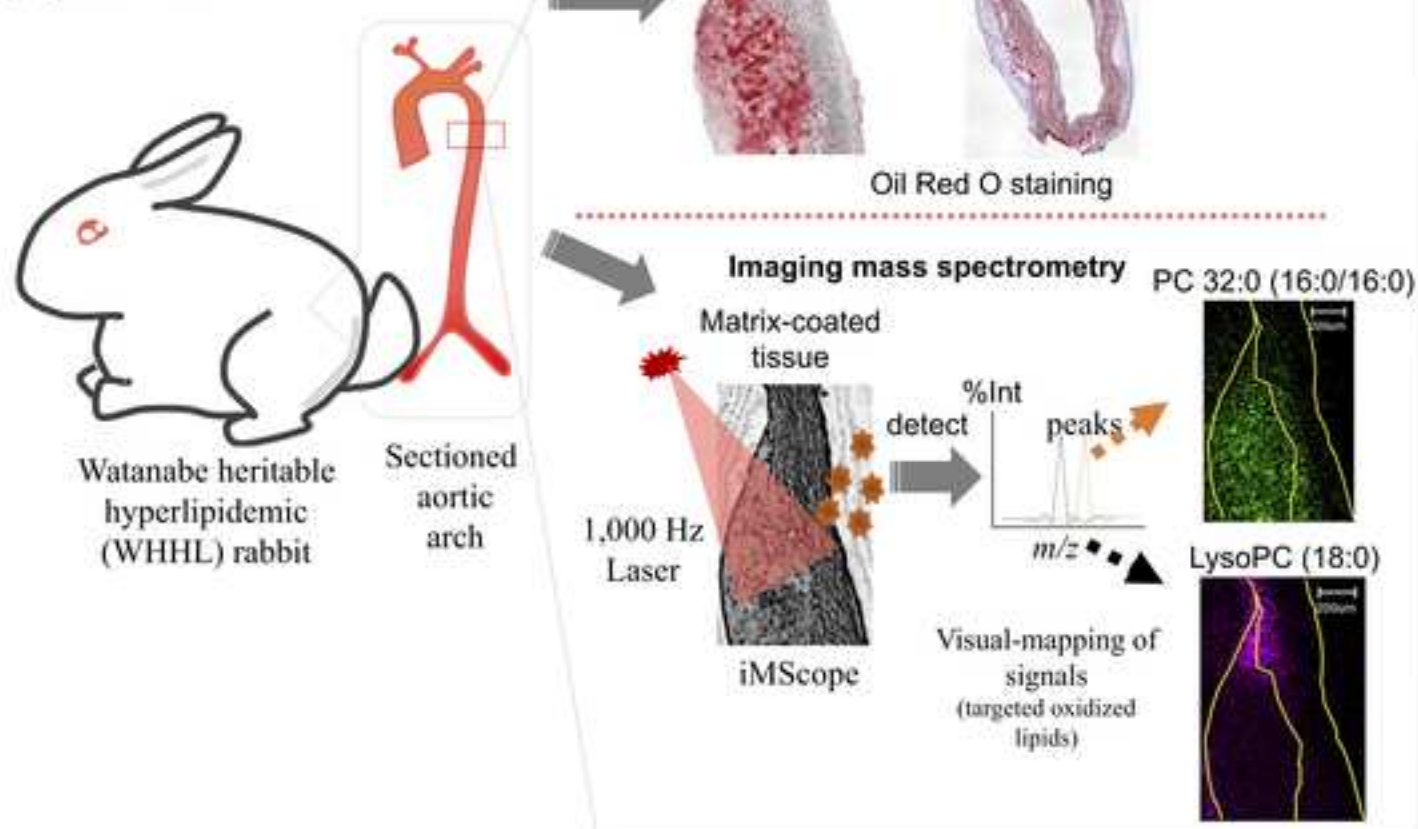 Oil Red O staining
Imaging mass spectrometry
PC 32:0 (16:0/16:0)
Matrix-coated
tissue
%Int
detect
peaks
1,000 Hz
Laser
m/z
LysoPC (18:0)
200um
Watanabe heritable
hyperlipidemic
(WHHL) rabbit
Sectioned
aortic
arch
Visual-mapping of
signals
(targeted oxidized
lipids)
iMScope